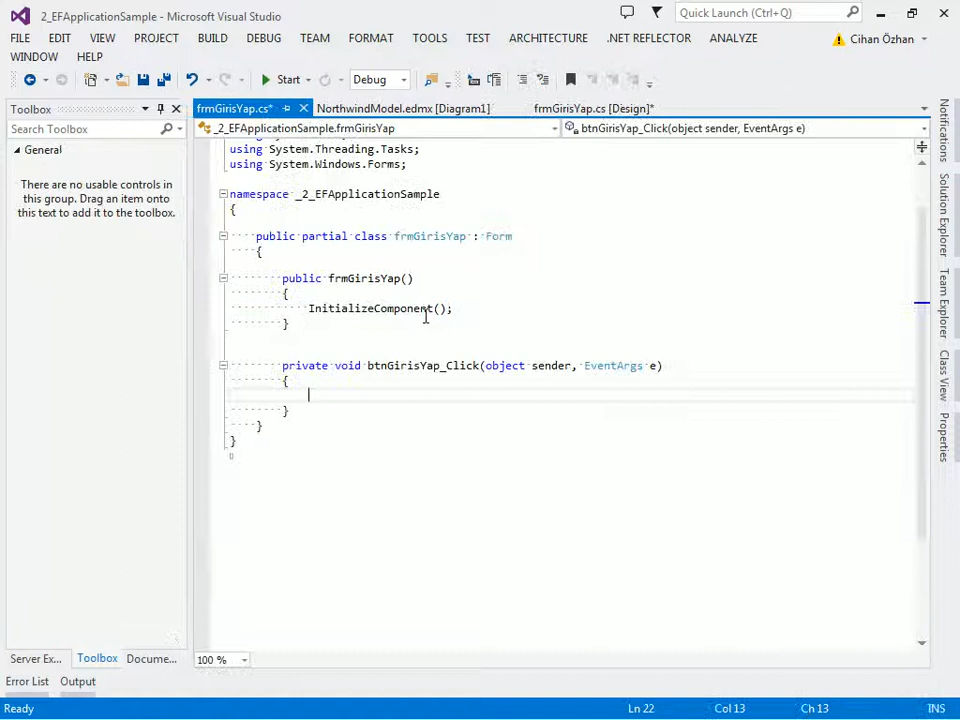 2_EFApplicationSample - Microsoft Visual Studio
Quick Launch (Ctrl+Q)
FILE EDIT VIEW PROJECT BUILD DEBUG TEAM FORMAT TOOLS TEST ARCHITECTURE .NET REFLECTOR ANALYZE
Cihan Özhan
WINDOW HELP
Start
Debug
Toolbox
frmGirisYap.cs*
NorthwindModel.edmx [Diagram1]
frmGirisYap.cs [Design]*
Search Toolbox
_2_EFApplicationSample.frmGirisYap
btnGirisYap_Click(object sender, EventArgs e)
General
There are no usable controls in
this group. Drag an item onto
this text to add it to the toolbox.
using System.Threading.Tasks;
using System.Windows.Forms;
namespace _2_EFApplicationSample
{
public partial class frmGirisYap : Form
{
public frmGirisYap()
{
InitializeComponent();
}
private void btnGirisYap_Click(object sender, EventArgs e)
{
}
}
}
Notifications
Solution Explorer
Team Explorer
Class View
Properties
100 %
Server Ex...
Toolbox
Docume...
Error List
Output
Ready
Ln 22
Col 13
Ch 13
INS